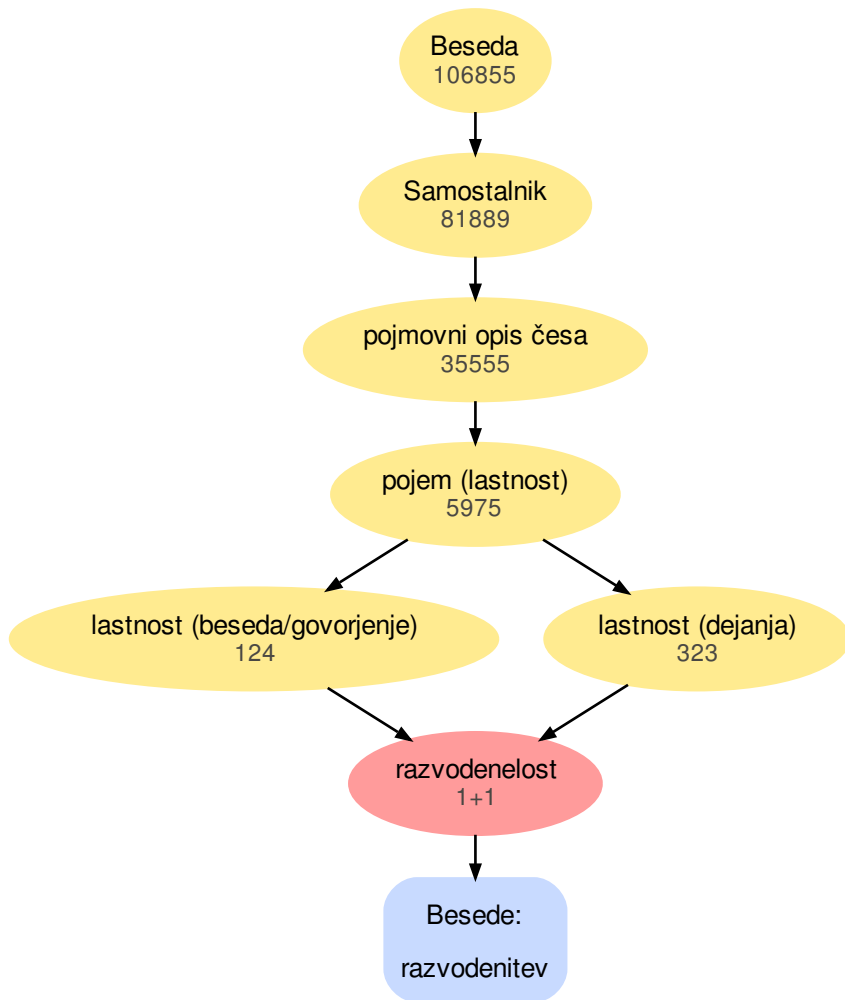 Beseda
106855
Samostalnik
81889
pojmovni opis česa
35555
pojem (lastnost)
5975
lastnost (beseda/govorjenje)
124
lastnost (dejanja)
323
razvodenelost
1+1
Besede:
razvodenitev